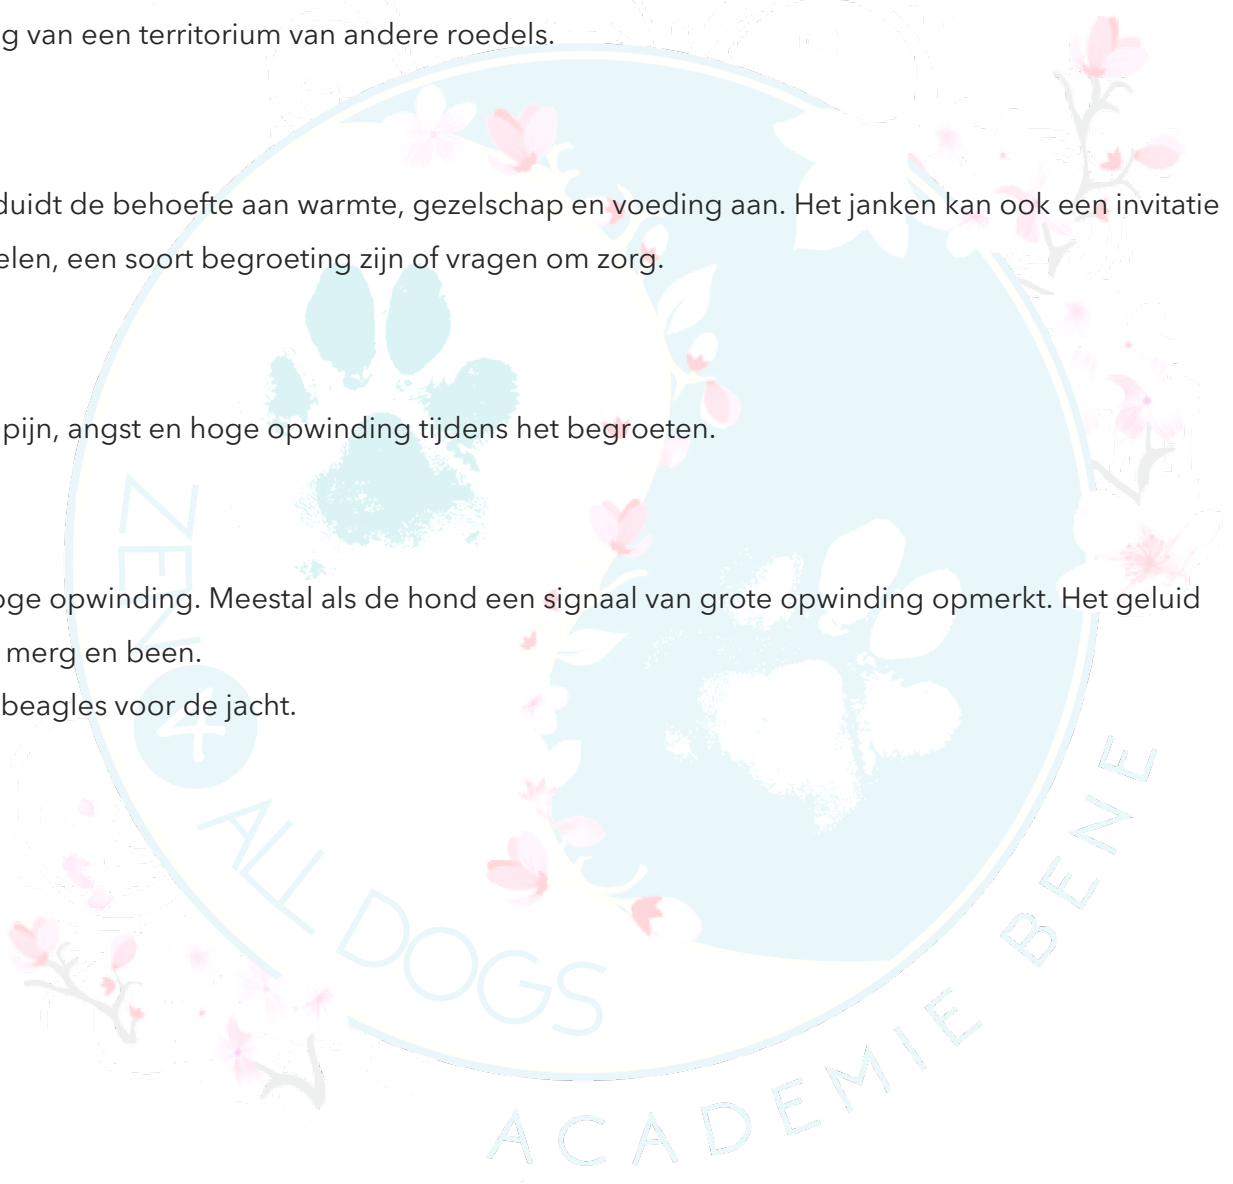 g van een territorium van andere roedels.
duidt de behoefte aan warmte, gezelschap en voeding aan. Het janken kan ook een invitatie
elen, een soort begroeting zijn of vragen om zorg.
pijn, angst en hoge opwinding tijdens het begroeten.
oge opwinding. Meestal als de hond een signaal van grote opwinding opmerkt. Het geluid
merg en been.
beagles voor de jacht.
ZEN 4 ALL DOGS
ACADEMIE BENE